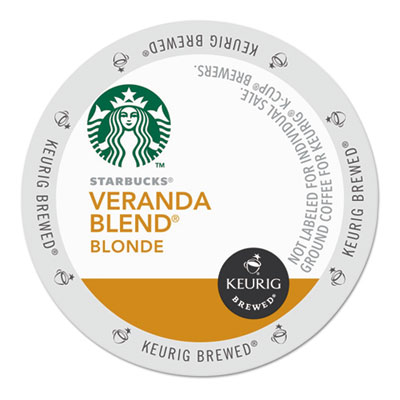 KEURIG BREWED®
KEURIG BREWED®
KEURIG BREWED®
KEURIG BREWED®
NOT LABELED FOR INDIVIDUAL SALE.
GROUND COFFEE FOR KEURIG® K-CUP® BREWERS.
TM
STARBUCKS®
VERANDA
BLEND®
BLONDE
KEURIG
BREWED®